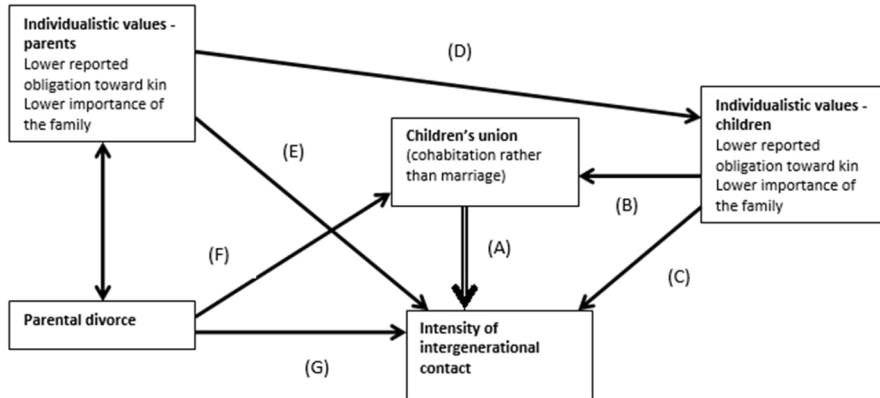 Individualistic values -
parents
Lower reported
obligation toward kin
Lower importance of
the family
(D)
Individualistic values -
children
Lower reported
obligation toward kin
Lower importance of
the family
(E)
Children's union
(cohabitation rather
than marriage)
(B)
(F)
(A)
(C)
Parental divorce
(G)
Intensity of
intergenerational
contact